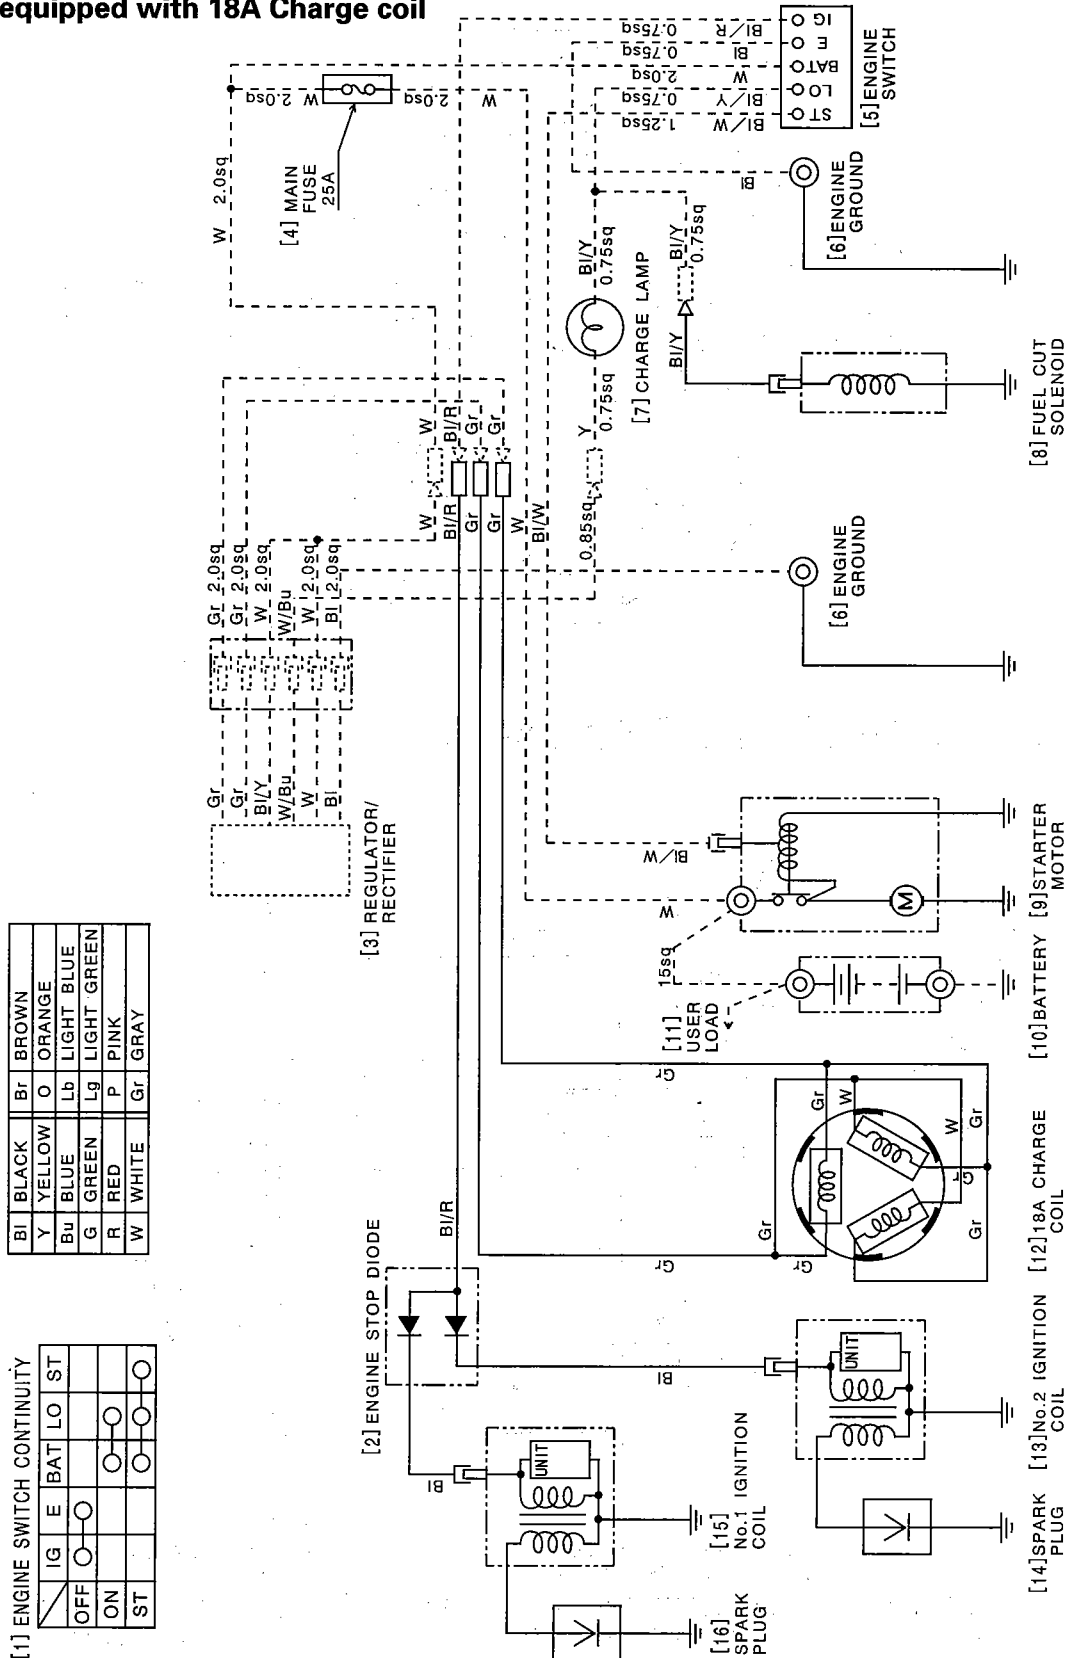 equipped with 18A Charge coil
[1] ENGINE SWITCH CONTINUITY
IG E BAT LO ST
OFF
ON
ST
Bl BLACK Br BROWN
Y YELLOW O ORANGE
Bu BLUE Lb LIGHT BLUE
G GREEN Lg LIGHT GREEN
R RED P PINK
W WHITE Gr GRAY
[2] ENGINE STOP DIODE
[3] REGULATOR/
RECTIFIER
[4] MAIN
FUSE
25A
[5] ENGINE
SWITCH
IG
E
BAT
LO
ST
Bl/R 0.75sq
Bl 0.75sq
W 2.0sq
Bl/Y 0.75sq
Bl/W 1.25sq
W 2.0sq
W 2.0sq
W 2.0sq
W
Bl
[6] ENGINE
GROUND
Bl/Y
0.75sq
Bl/Y
0.75sq
[7] CHARGE LAMP
Bl/Y
Y
0.75sq
0.85sq
[8] FUEL CUT
SOLENOID
W
Bl/R
Gr
Gr
W
Bl/R
Gr
Gr
W
Bl/W
Gr 2.0sq
Gr 2.0sq
W 2.0sq
W/Bu
W 2.0sq
Bl 2.0sq
Gr
Gr
Bl/Y
W/Bu
W
Bl
[6] ENGINE
GROUND
Bl/W
W
M
[9] STARTER
MOTOR
15sq
[10] BATTERY
[11]
USER
LOAD
Gr
Gr
W
W
Gr
Gr
Gr
Gr
Gr
Gr
[12] 18A CHARGE
COIL
Bl/R
Bl
UNIT
[13] No.2 IGNITION
COIL
[14] SPARK
PLUG
Bl
UNIT
[15]
No.1 IGNITION
COIL
[16]
SPARK
PLUG